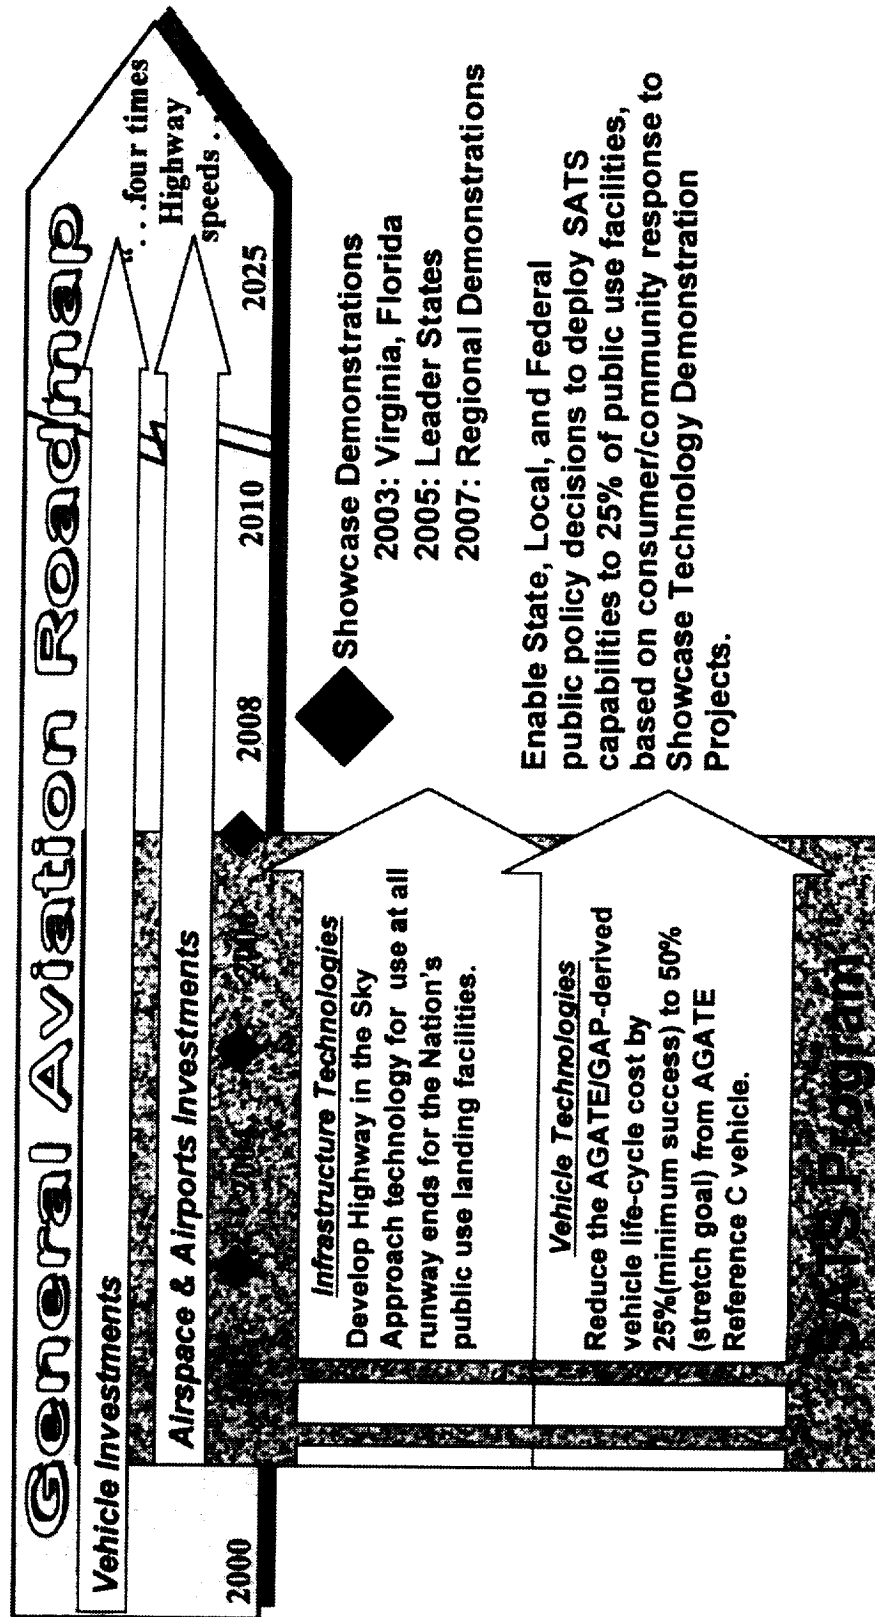 General Aviation Roadmap
Vehicle Investments
Airspace & Airports Investments
“. . .four times
Highway
speeds. . .
2000
2004
2006
2008
2010
2025
Infrastructure Technologies
Develop Highway in the Sky
Approach technology for use at all
runway ends for the Nation's
public use landing facilities.
Vehicle Technologies
Reduce the AGATE/GAP-derived
vehicle life-cycle cost by
25%(minimum success) to 50%
(stretch goal) from AGATE
Reference C vehicle.
SATS Program
Showcase Demonstrations
2003: Virginia, Florida
2005: Leader States
2007: Regional Demonstrations
Enable State, Local, and Federal
public policy decisions to deploy SATS
capabilities to 25% of public use facilities,
based on consumer/community response to
Showcase Technology Demonstration
Projects.